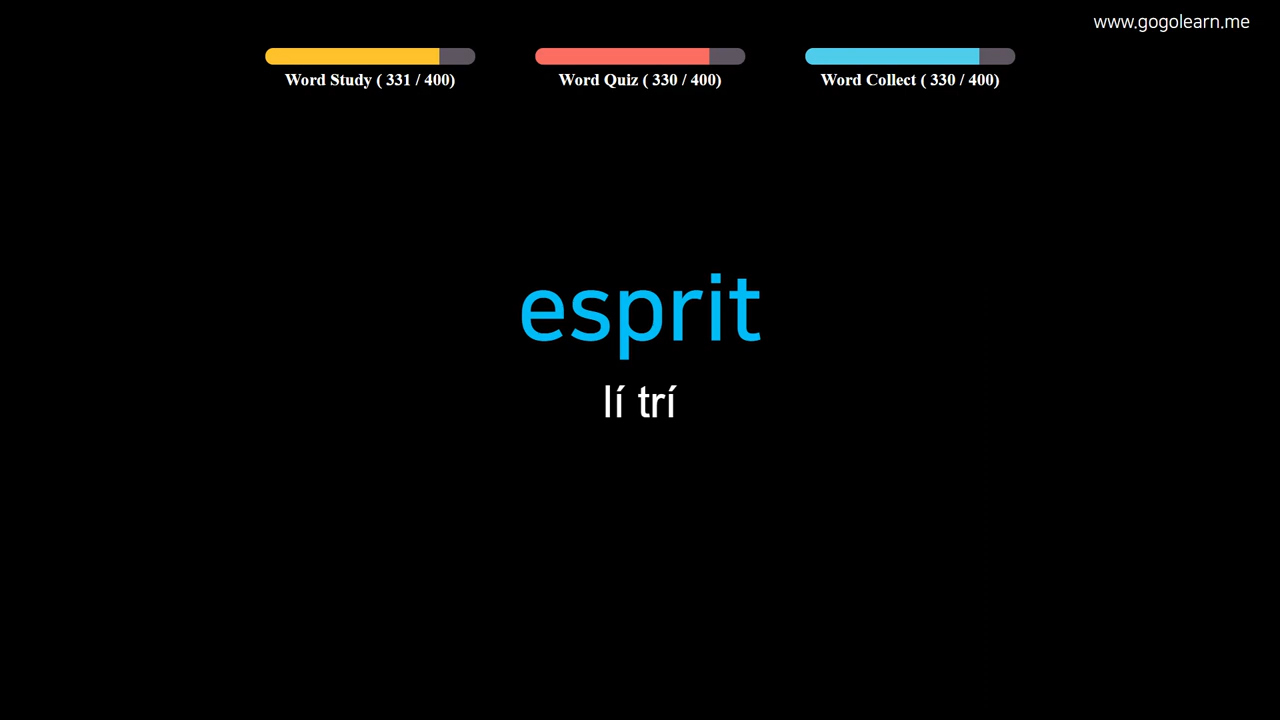 www.gogolearn.me
Word Study ( 331 / 400)
Word Quiz ( 330 / 400)
Word Collect ( 330 / 400)
esprit
lí trí